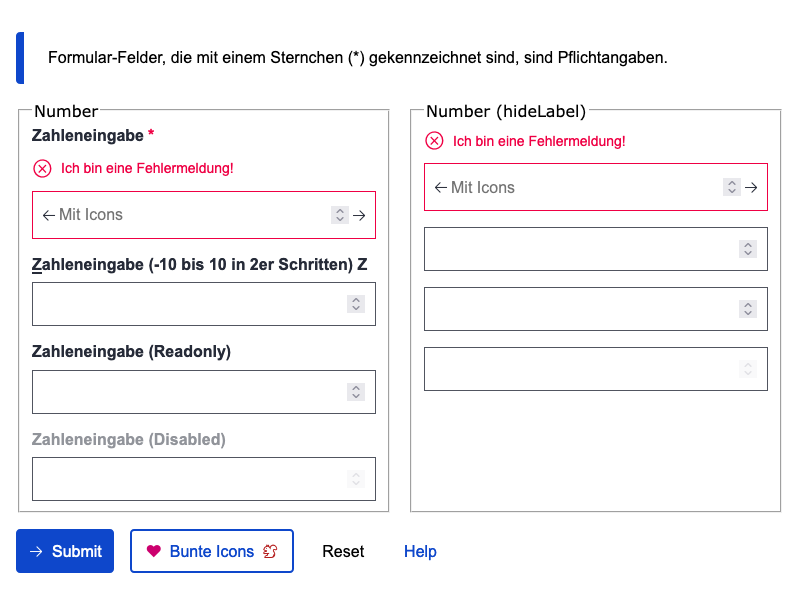 Formular-Felder, die mit einem Sternchen (*) gekennzeichnet sind, sind Pflichtangaben.
Number
Zahleneingabe *
Ich bin eine Fehlermeldung!
Mit Icons
Zahleneingabe (-10 bis 10 in 2er Schritten) Z
Zahleneingabe (Readonly)
Zahleneingabe (Disabled)
Number (hideLabel)
Ich bin eine Fehlermeldung!
Mit Icons
Submit
Bunte Icons
Reset
Help